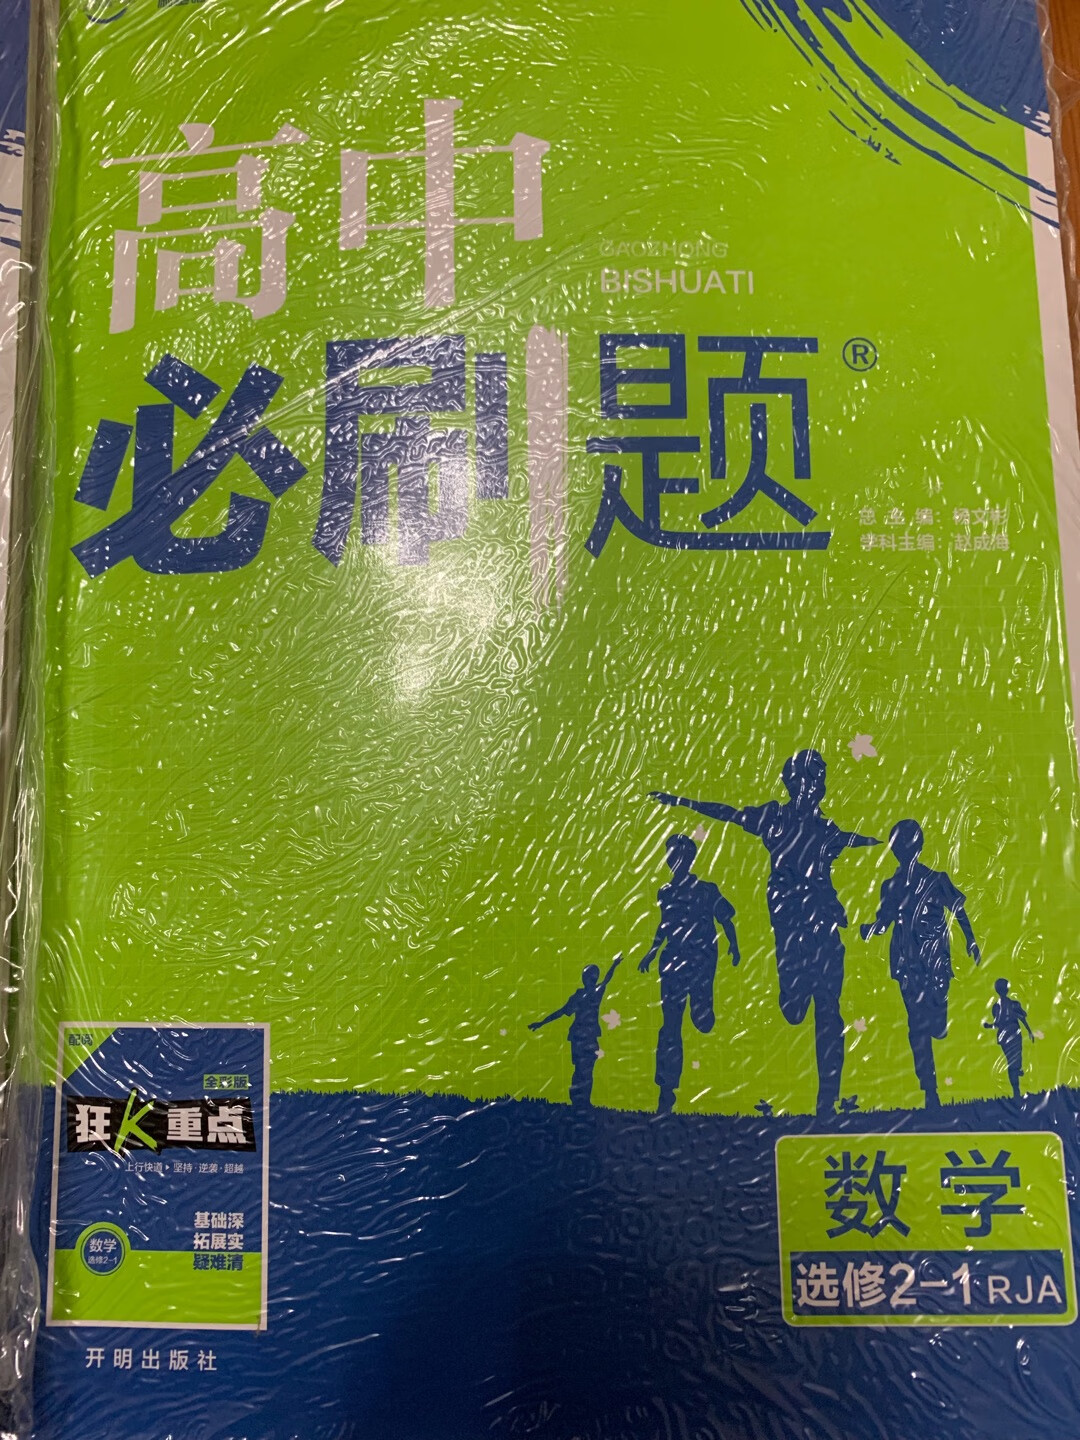 高中
GAOZHONG
BISHUATI
必刷题®
总主编 杨文彬
学科主编 赵成海
配阅
全彩版
狂K重点
上行快道 坚持·逆袭·超越
基础深
拓展实
疑难清
数学
选修2-1
开明出版社
数学
选修2-1 RJA